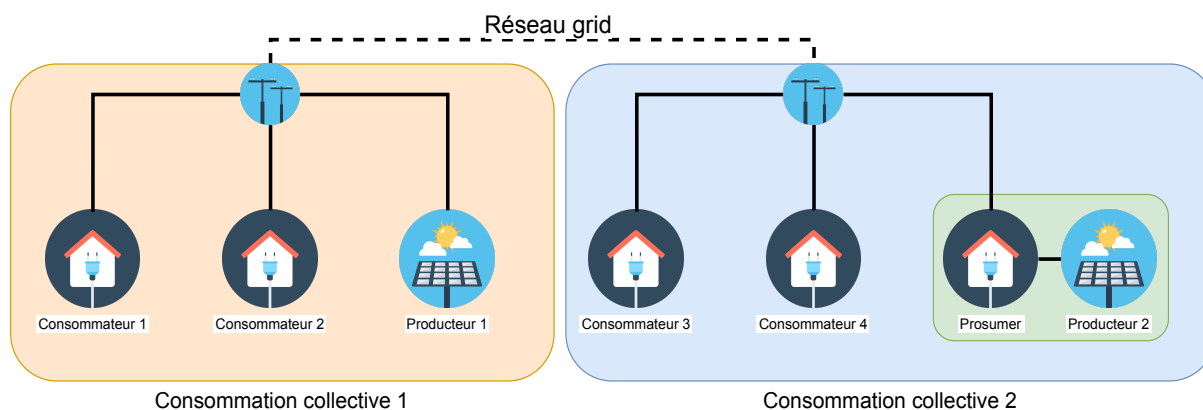 Réseau grid
Consommateur 1
Consommateur 2
Producteur 1
Consommateur 3
Consommateur 4
Prosumer
Producteur 2
Consommation collective 1
Consommation collective 2